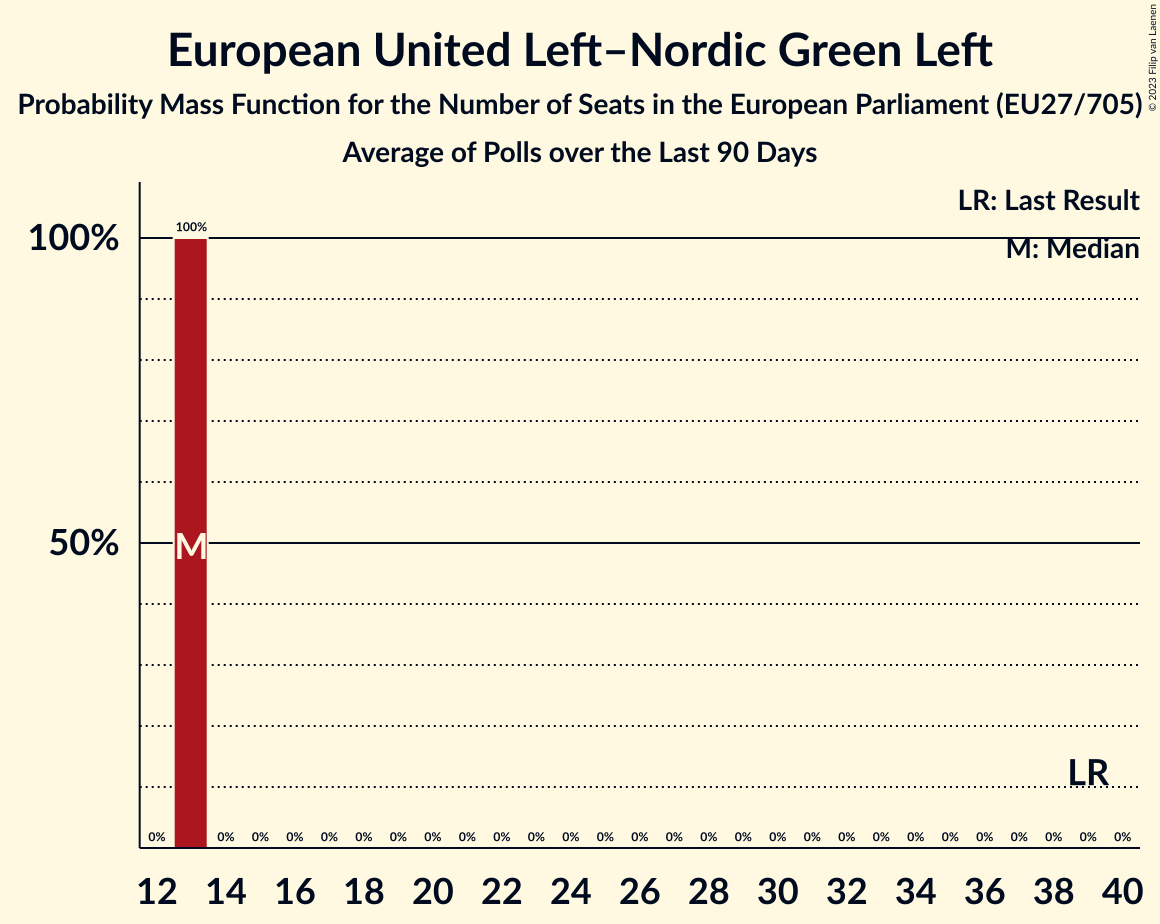 European United Left–Nordic Green Left
Probability Mass Function for the Number of Seats in the European Parliament (EU27/705)
Average of Polls over the Last 90 Days
© 2023 Filip van Laenen
LR: Last Result
M: Median
100%
100%
50%
M
LR
0% 0% 0% 0% 0% 0% 0% 0% 0% 0% 0% 0% 0% 0% 0% 0% 0% 0% 0% 0% 0% 0% 0% 0% 0% 0% 0% 0%
12 14 16 18 20 22 24 26 28 30 32 34 36 38 40